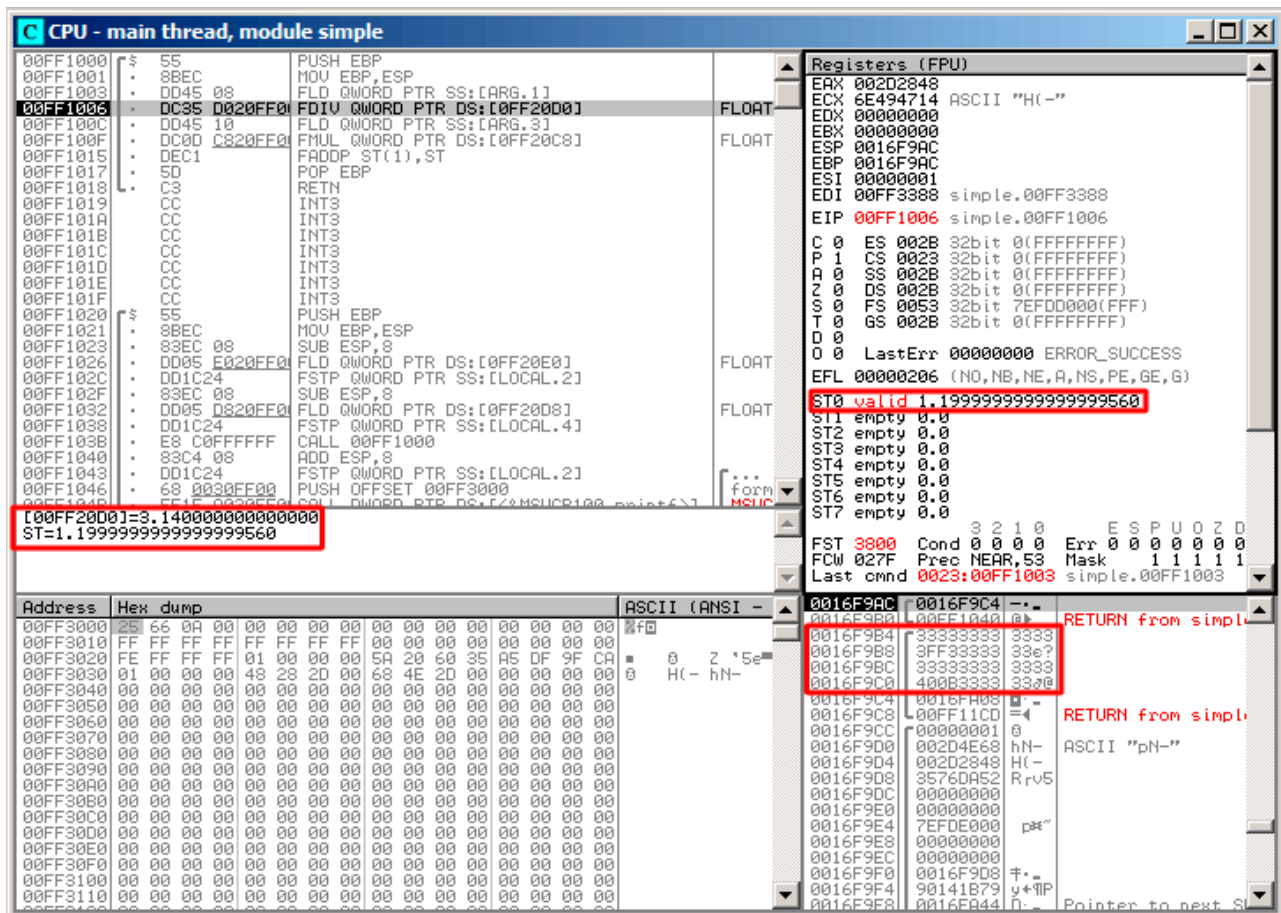 C CPU - main thread, module simple
00FF1000 $ 55 PUSH EBP
00FF1001 · 8BEC MOV EBP,ESP
00FF1003 · DD45 08 FLD QWORD PTR SS:[ARG.1]
00FF1006 · DC35 D020FF0 FDIV QWORD PTR DS:[0FF20D0] FLOAT
00FF100C · DD45 10 FLD QWORD PTR SS:[ARG.3]
00FF100F · DC0D C820FF0 FMUL QWORD PTR DS:[0FF20C8] FLOAT
00FF1015 · DEC1 FADDP ST(1),ST
00FF1017 · 5D POP EBP
00FF1018 · C3 RETN
00FF1019 CC INT3
00FF101A CC INT3
00FF101B CC INT3
00FF101C CC INT3
00FF101D CC INT3
00FF101E CC INT3
00FF101F CC INT3
00FF1020 $ 55 PUSH EBP
00FF1021 · 8BEC MOV EBP,ESP
00FF1023 · 83EC 08 SUB ESP,8
00FF1026 · DD05 E020FF0 FLD QWORD PTR DS:[0FF20E0] FLOAT
00FF102C · DD1C24 FSTP QWORD PTR SS:[LOCAL.2]
00FF102F · 83EC 08 SUB ESP,8
00FF1032 · DD05 D820FF0 FLD QWORD PTR DS:[0FF20D8] FLOAT
00FF1038 · DD1C24 FSTP QWORD PTR SS:[LOCAL.4]
00FF103B · E8 C0FFFFFF CALL 00FF1000
00FF1040 · 83C4 08 ADD ESP,8
00FF1043 · DD1C24 FSTP QWORD PTR SS:[LOCAL.2] ...
00FF1046 · 68 0030FF00 PUSH OFFSET 00FF3000 form
[00FF20D0]=3.140000000000000
ST=1.1999999999999999560
Registers (FPU)
EAX 002D2848
ECX 6E494714 ASCII "H(-"
EDX 00000000
EBX 00000000
ESP 0016F9AC
EBP 0016F9AC
ESI 00000001
EDI 00FF3388 simple.00FF3388
EIP 00FF1006 simple.00FF1006
C 0 ES 002B 32bit 0(FFFFFFFF)
P 1 CS 0023 32bit 0(FFFFFFFF)
A 0 SS 002B 32bit 0(FFFFFFFF)
Z 0 DS 002B 32bit 0(FFFFFFFF)
S 0 FS 0053 32bit 7EFDD000(FFF)
T 0 GS 002B 32bit 0(FFFFFFFF)
D 0
O 0 LastErr 00000000 ERROR_SUCCESS
EFL 00000206 (NO,NB,NE,A,NS,PE,GE,G)
ST0 valid 1.1999999999999999560
ST1 empty 0.0
ST2 empty 0.0
ST3 empty 0.0
ST4 empty 0.0
ST5 empty 0.0
ST6 empty 0.0
ST7 empty 0.0
3 2 1 0 E S P U O Z D
FST 3800 Cond 0 0 0 0 Err 0 0 0 0 0 0 0
FCW 027F Prec NEAR,53 Mask 1 1 1 1 1
Last cmnd 0023:00FF1003 simple.00FF1003
Address Hex dump ASCII (ANSI -
00FF3000 25 66 0A 00 00 00 00 00 00 00 00 00 00 00 00 00 %f
00FF3010 FF FF FF FF FF FF FF FF 00 00 00 00 00 00 00 00
00FF3020 FE FF FF FF 01 00 00 00 5A 20 60 35 A5 DF 9F CA
00FF3030 01 00 00 00 48 28 2D 00 68 4E 2D 00 00 00 00 00 H(- hN-
00FF3040 00 00 00 00 00 00 00 00 00 00 00 00 00 00 00 00
00FF3050 00 00 00 00 00 00 00 00 00 00 00 00 00 00 00 00
00FF3060 00 00 00 00 00 00 00 00 00 00 00 00 00 00 00 00
00FF3070 00 00 00 00 00 00 00 00 00 00 00 00 00 00 00 00
00FF3080 00 00 00 00 00 00 00 00 00 00 00 00 00 00 00 00
00FF3090 00 00 00 00 00 00 00 00 00 00 00 00 00 00 00 00
00FF30A0 00 00 00 00 00 00 00 00 00 00 00 00 00 00 00 00
00FF30B0 00 00 00 00 00 00 00 00 00 00 00 00 00 00 00 00
00FF30C0 00 00 00 00 00 00 00 00 00 00 00 00 00 00 00 00
00FF30D0 00 00 00 00 00 00 00 00 00 00 00 00 00 00 00 00
00FF30E0 00 00 00 00 00 00 00 00 00 00 00 00 00 00 00 00
00FF30F0 00 00 00 00 00 00 00 00 00 00 00 00 00 00 00 00
00FF3100 00 00 00 00 00 00 00 00 00 00 00 00 00 00 00 00
00FF3110 00 00 00 00 00 00 00 00 00 00 00 00 00 00 00 00
0016F9AC 0016F9C4
0016F9B0 00FF1040 RETURN from simpl
0016F9B4 33333333 3333
0016F9B8 3FF33333 33е?
0016F9BC 33333333 3333
0016F9C0 400B3333 33♂@
0016F9C4 0016FA08
0016F9C8 00FF11CD RETURN from simpl
0016F9CC 00000001
0016F9D0 002D4E68 hN- ASCII "pN-"
0016F9D4 002D2848 H(-
0016F9D8 3576DA52
0016F9DC 00000000
0016F9E0 00000000
0016F9E4 7EFDE000
0016F9E8 00000000
0016F9EC 00000000
0016F9F0 0016F9D8
0016F9F4 90141B79
Pointer to next